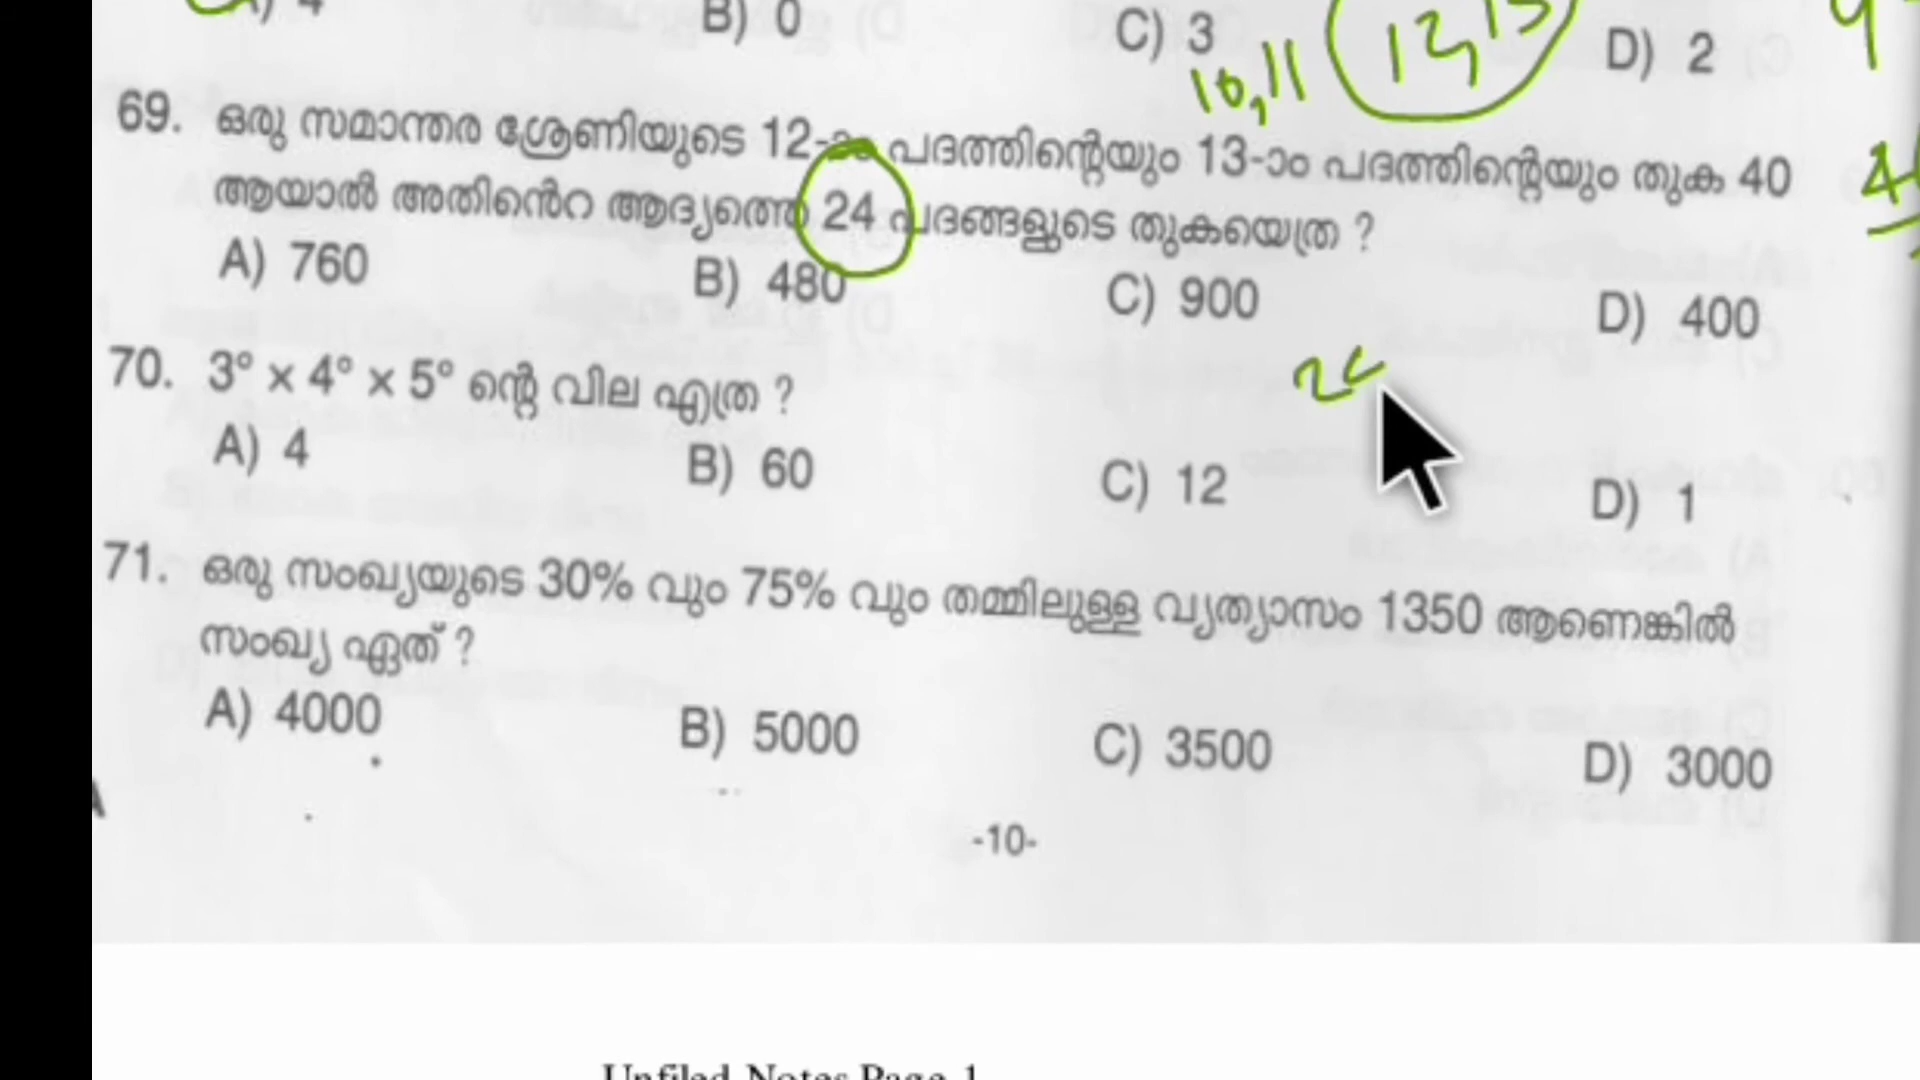 A) 4 B) 0 C) 3 D) 2
10, 11 12, 13
69. ഒരു സമാന്തര ശ്രേണിയുടെ 12-ാം പദത്തിന്റെയും 13-ാം പദത്തിന്റെയും തുക 40
ആയാൽ അതിൻെറ ആദ്യത്തെ 24 പദങ്ങളുടെ തുകയെത്ര ?
A) 760 B) 480 C) 900 D) 400
70. 3° x 4° x 5° ന്റെ വില എത്ര ?
A) 4 B) 60 C) 12 D) 1
71. ഒരു സംഖ്യയുടെ 30% വും 75% വും തമ്മിലുള്ള വ്യത്യാസം 1350 ആണെങ്കിൽ
സംഖ്യ ഏത് ?
A) 4000 B) 5000 C) 3500 D) 3000
-10-
Unfiled Notes Page 1